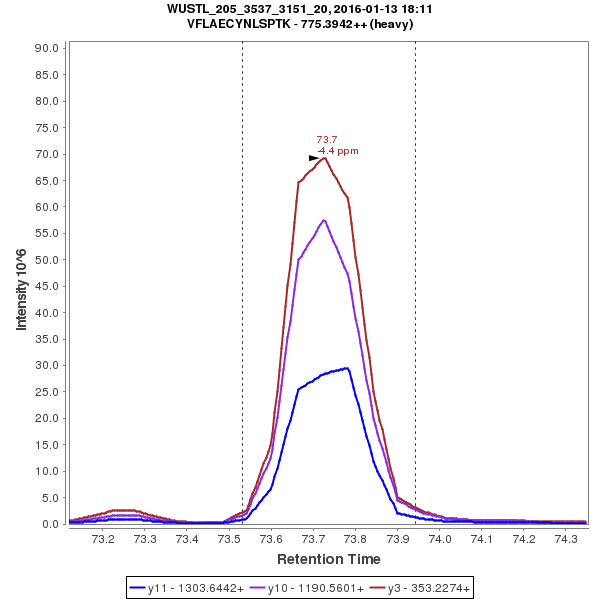 WUSTL_205_3537_3151_20, 2016-01-13 18:11
VFLAECYNLSPTK - 775.3942++ (heavy)
Intensity 10^6
90.0
85.0
80.0
75.0
70.0
65.0
60.0
55.0
50.0
45.0
40.0
35.0
30.0
25.0
20.0
15.0
10.0
5.0
0.0
73.7
-4.4 ppm
73.2 73.3 73.4 73.5 73.6 73.7 73.8 73.9 74.0 74.1 74.2 74.3
Retention Time
y11 - 1303.6442+ y10 - 1190.5601+ y3 - 353.2274+